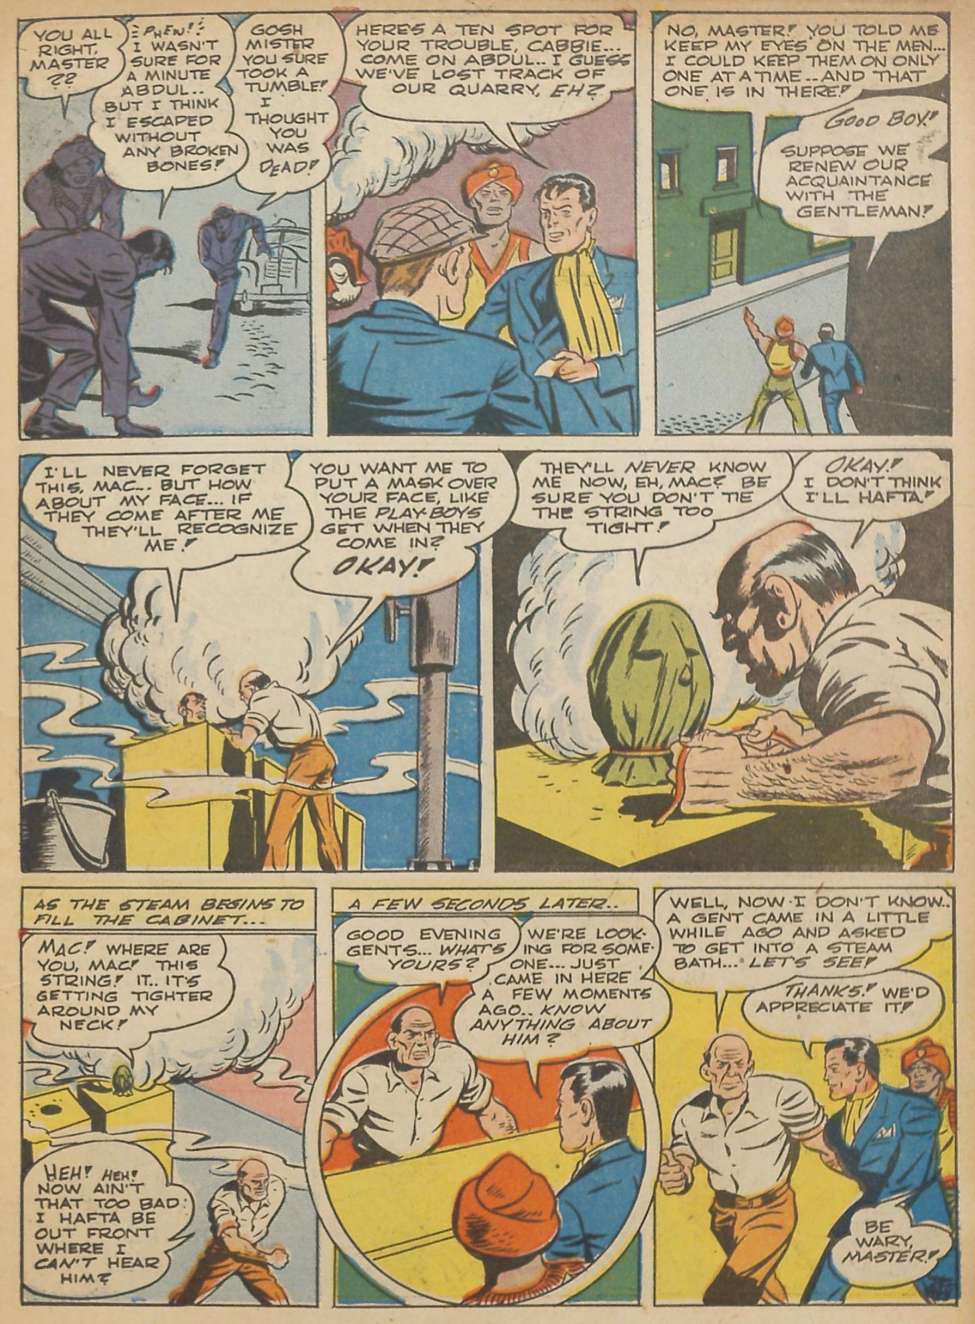 YOU ALL
RIGHT,
MASTER
??
PHEW!
I WASN'T
SURE FOR
A MINUTE
ABDUL..
BUT I THINK
I ESCAPED
WITHOUT
ANY BROKEN
BONES!
GOSH
MISTER
YOU SURE
TOOK A
TUMBLE!
I
THOUGHT
YOU
WAS
DEAD!
HERE'S A TEN SPOT FOR
YOUR TROUBLE, CABBIE...
COME ON ABDUL.. I GUESS
WE'VE LOST TRACK OF
OUR QUARRY, EH?
NO, MASTER! YOU TOLD ME
KEEP MY EYES ON THE MEN...
I COULD KEEP THEM ON ONLY
ONE AT A TIME -- AND THAT
ONE IS IN THERE!
GOOD BOY!
SUPPOSE WE
RENEW OUR
ACQUAINTANCE
WITH THE
GENTLEMAN!
I'LL NEVER FORGET
THIS, MAC... BUT HOW
ABOUT MY FACE... IF
THEY COME AFTER ME
THEY'LL RECOGNIZE
ME!
YOU WANT ME TO
PUT A MASK OVER
YOUR FACE, LIKE
THE PLAY-BOYS
GET WHEN THEY
COME IN?
OKAY!
THEY'LL NEVER KNOW
ME NOW, EH, MAC? BE
SURE YOU DON'T TIE
THE STRING TOO
TIGHT!
OKAY!
I DON'T THINK
I'LL HAFTA!
AS THE STEAM BEGINS TO
FILL THE CABINET...
MAC! WHERE ARE
YOU, MAC! THIS
STRING! IT.. IT'S
GETTING TIGHTER
AROUND MY
NECK!
HEH! HEH!
NOW AIN'T
THAT TOO BAD!
I HAFTA BE
OUT FRONT
WHERE I
CAN'T HEAR
HIM?
A FEW SECONDS LATER..
GOOD EVENING
GENTS... WHAT'S
YOURS?
WE'RE LOOK-
ING FOR SOME-
ONE... JUST
CAME IN HERE
A FEW MOMENTS
AGO.. KNOW
ANYTHING ABOUT
HIM?
WELL, NOW I DON'T KNOW..
A GENT CAME IN A LITTLE
WHILE AGO AND ASKED
TO GET INTO A STEAM
BATH... LET'S SEE!
THANKS! WE'D
APPRECIATE IT!
BE
WARY,
MASTER!